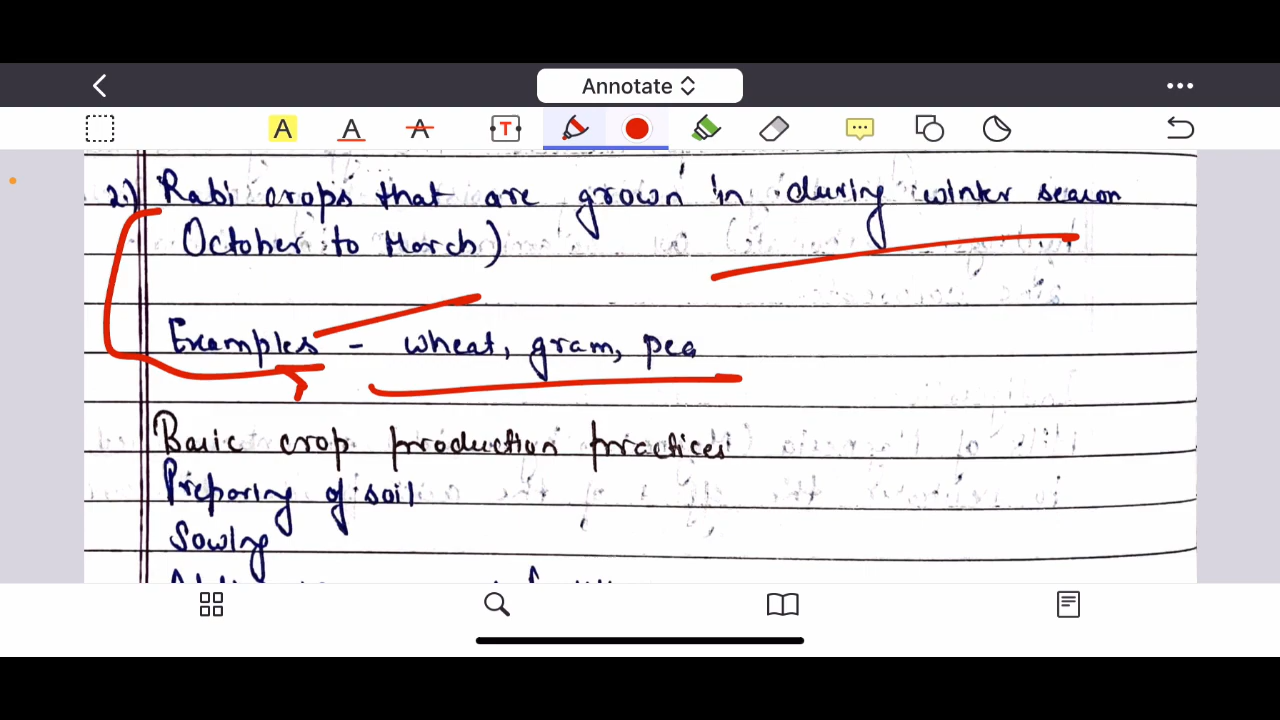 Annotate
A A A T
2.) Rabi crops that are grown in during winter season
October to March)
Examples - wheat, gram, pea
Basic crop production practices
Preparing of soil
Sowing